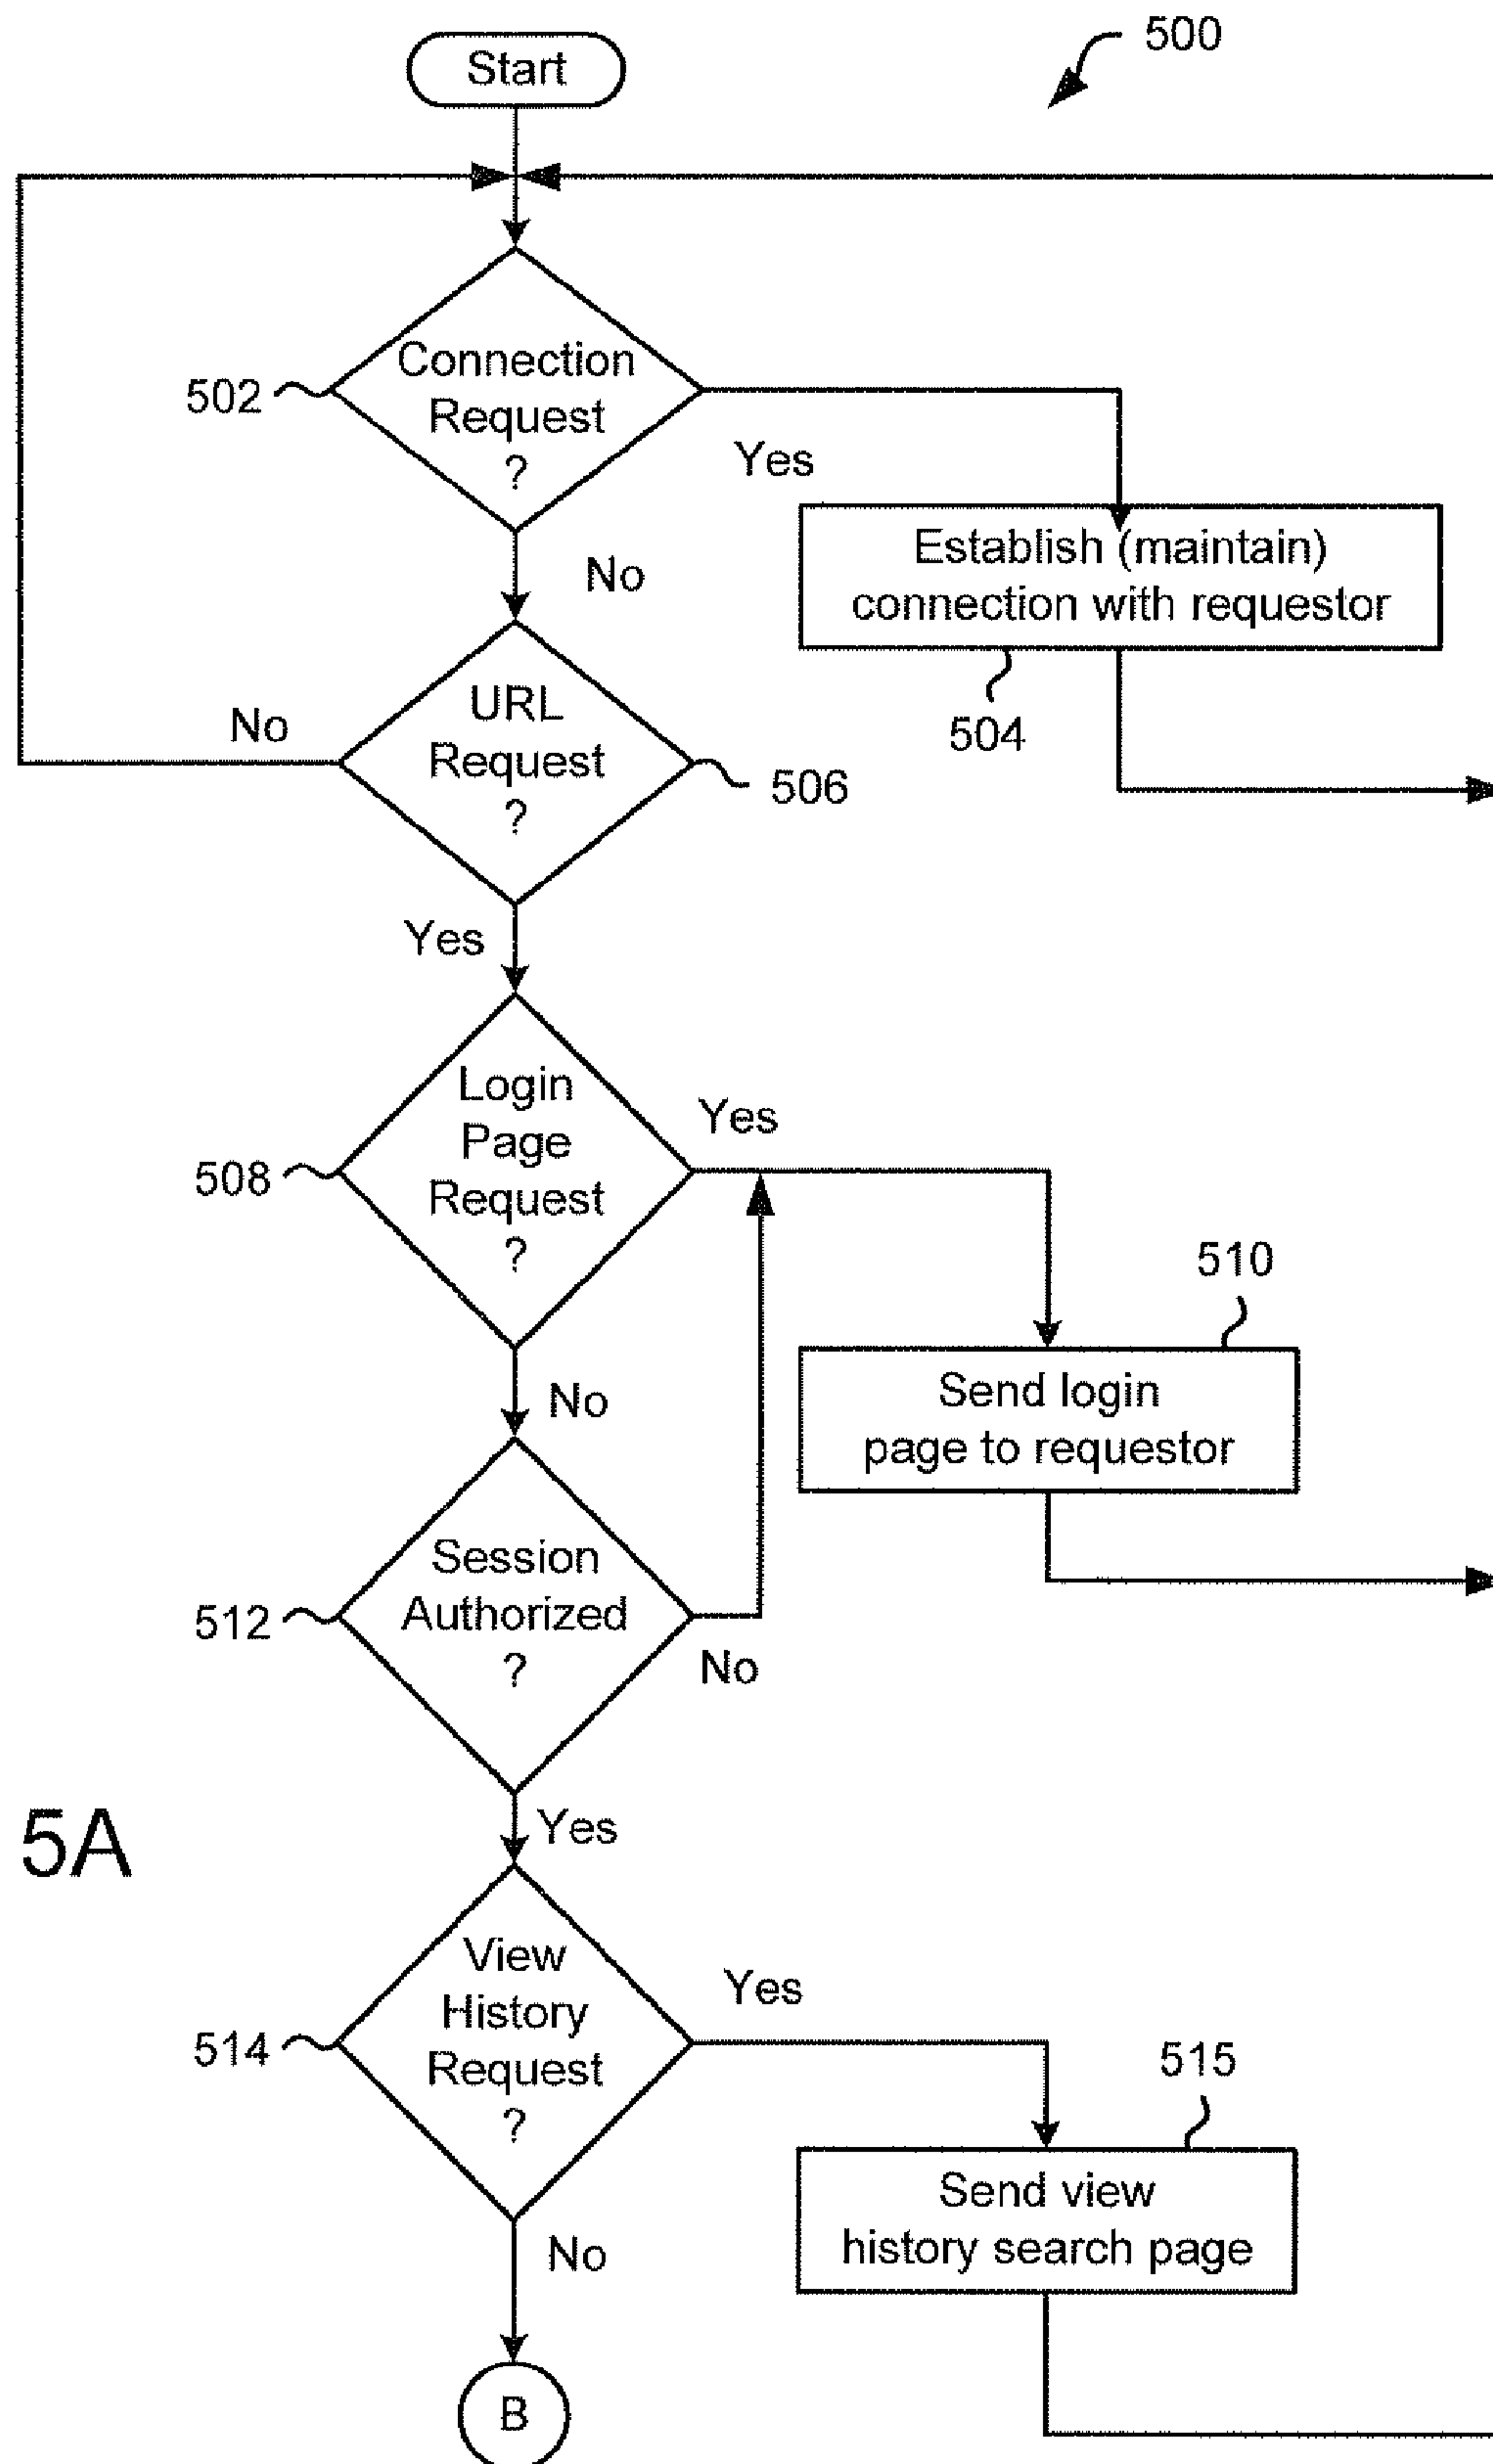 Start
500
Connection
Request
?
502
Yes
Establish (maintain)
connection with requestor
504
No
URL
Request
?
No
506
Yes
Login
Page
Request
?
508
Yes
510
Send login
page to requestor
No
Session
Authorized
?
512
No
Yes
5A
View
History
Request
?
514
Yes
515
Send view
history search page
No
B